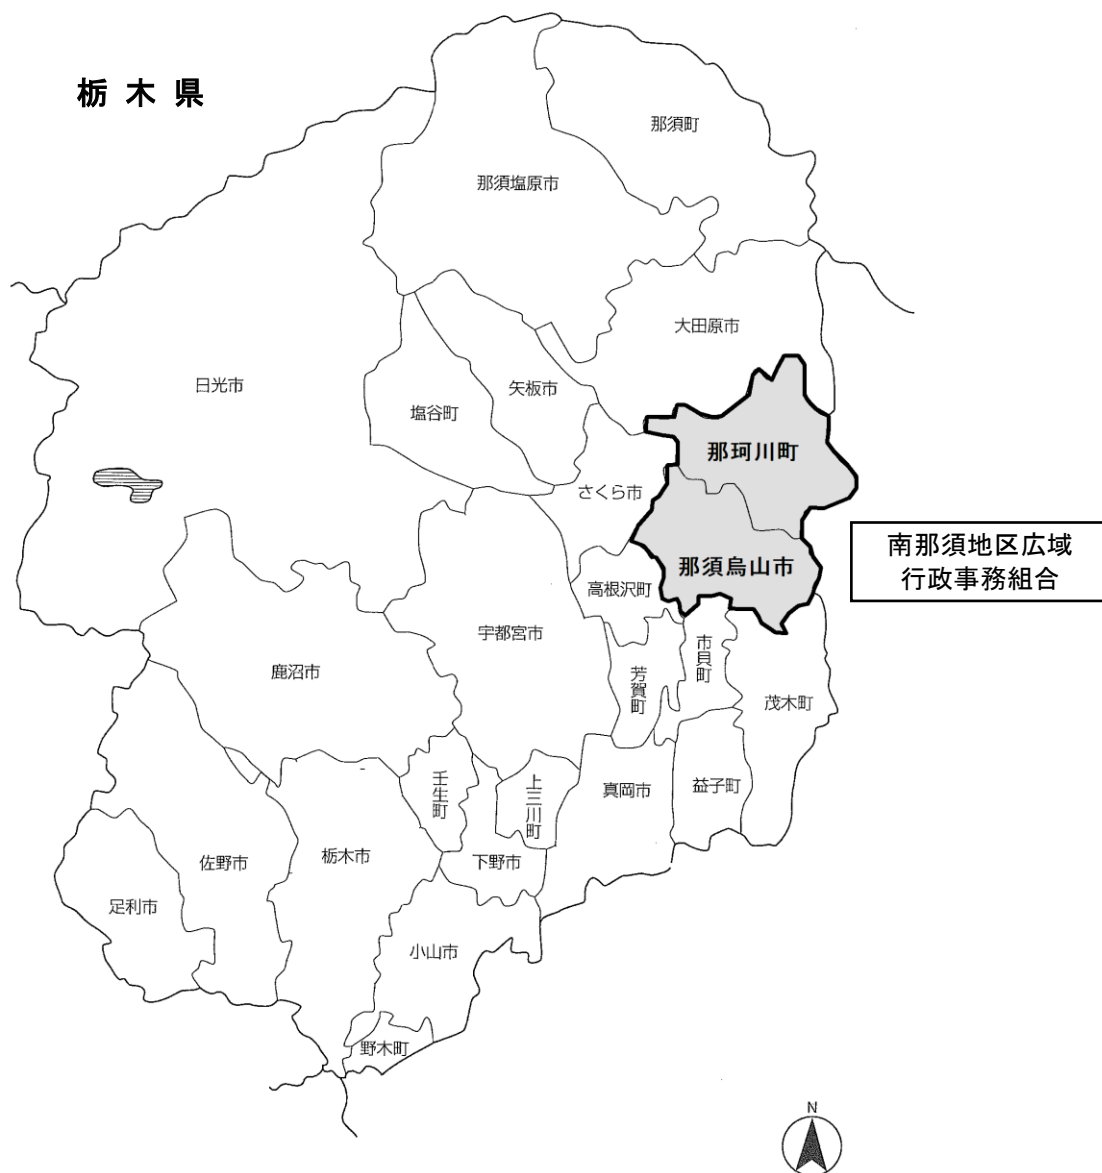 栃木県
那須町
那須塩原市
大田原市
日光市
矢板市
塩谷町
那珂川町
さくら市
南那須地区広域
行政事務組合
那須烏山市
高根沢町
宇都宮市
市貝町
鹿沼市
芳賀町
茂木町
壬生町
上三川町
真岡市
益子町
佐野市
栃木市
下野市
足利市
小山市
野木町
N